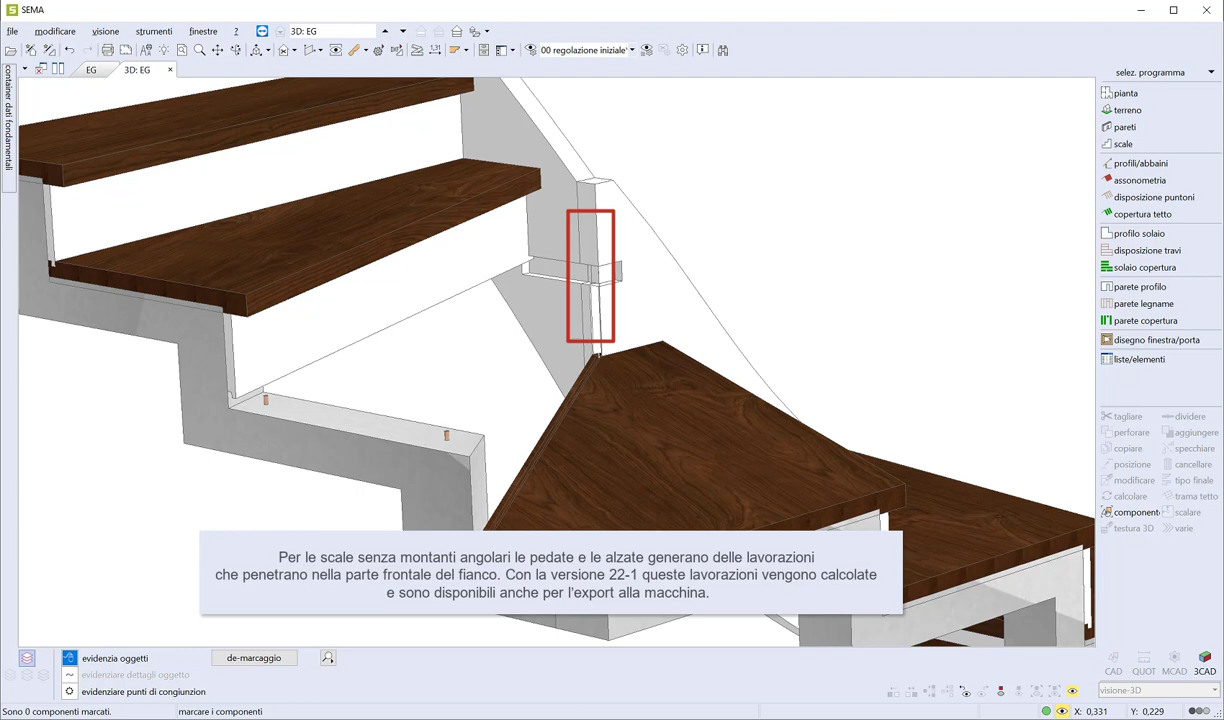 SEMA
file modificare visione strumenti finestre ? 3D: EG
00 regolazione iniziale'
EG 3D: EG ×
container dati fondamentali
selez. programma
pianta
terreno
pareti
scale
profili/abbaini
assonometria
disposizione puntoni
copertura tetto
profilo solaio
disposizione travi
solaio copertura
parete profilo
parete legname
parete copertura
disegno finestra/porta
liste/elementi
tagliare dividere
perforare aggiungere
copiare specchiare
posizione cancellare
modificare tipo finale
calcolare trama tetto
component scalare
testura 3D varie
Per le scale senza montanti angolari le pedate e le alzate generano delle lavorazioni
che penetrano nella parte frontale del fianco. Con la versione 22-1 queste lavorazioni vengono calcolate
e sono disponibili anche per l'export alla macchina.
evidenzia oggetti de-marcaggio
evidenziare dettagli oggetto
evidenziare punti di congiunzion
CAD QUOT MCAD 3CAD
visione-3D
Sono 0 componenti marcati. marcare i componenti X: 0,331 Y: 0,229